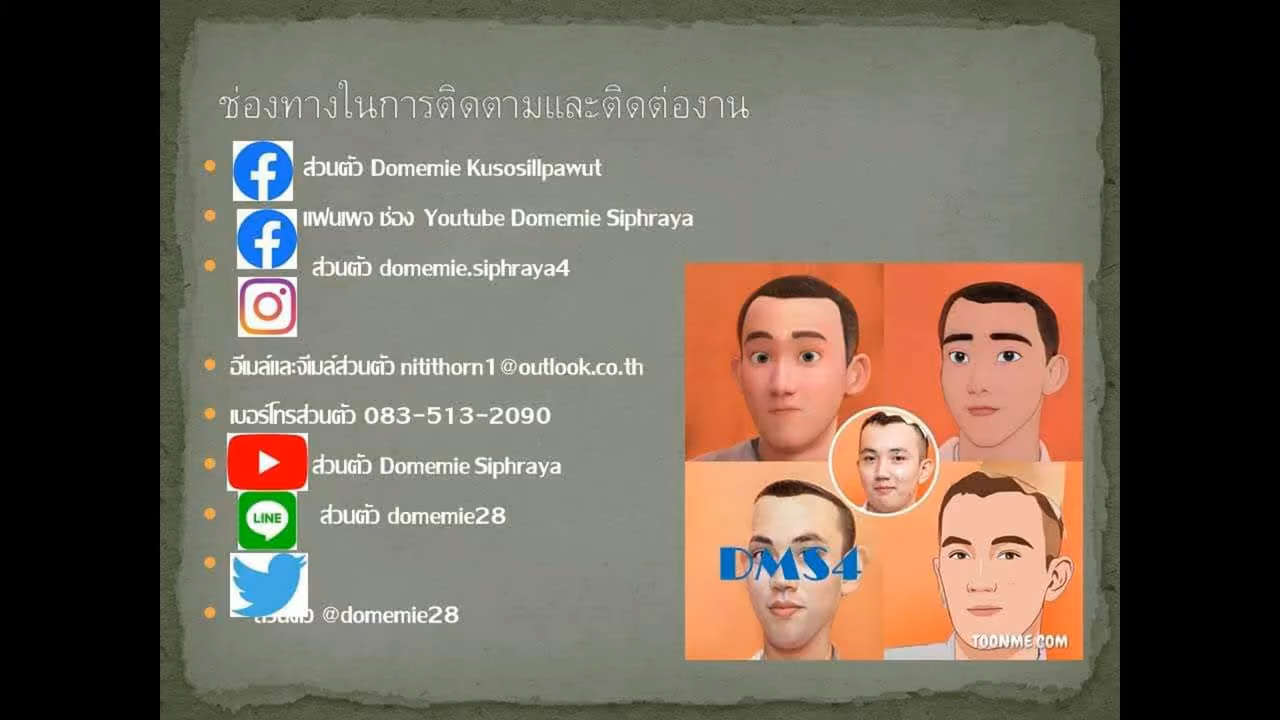 ช่องทางในการติดตามและติดต่องาน
ส่วนตัว Domemie Kusosillpawut
แฟนเพจ ช่อง Youtube Domemie Siphraya
ส่วนตัว domemie.siphraya4
อีเมล์และจีเมล์ส่วนตัว nitithorn1@outlook.co.th
เบอร์โทรส่วนตัว 083-513-2090
ส่วนตัว Domemie Siphraya
LINE
ส่วนตัว domemie28
@domemie28
DMS4
TOONME.COM